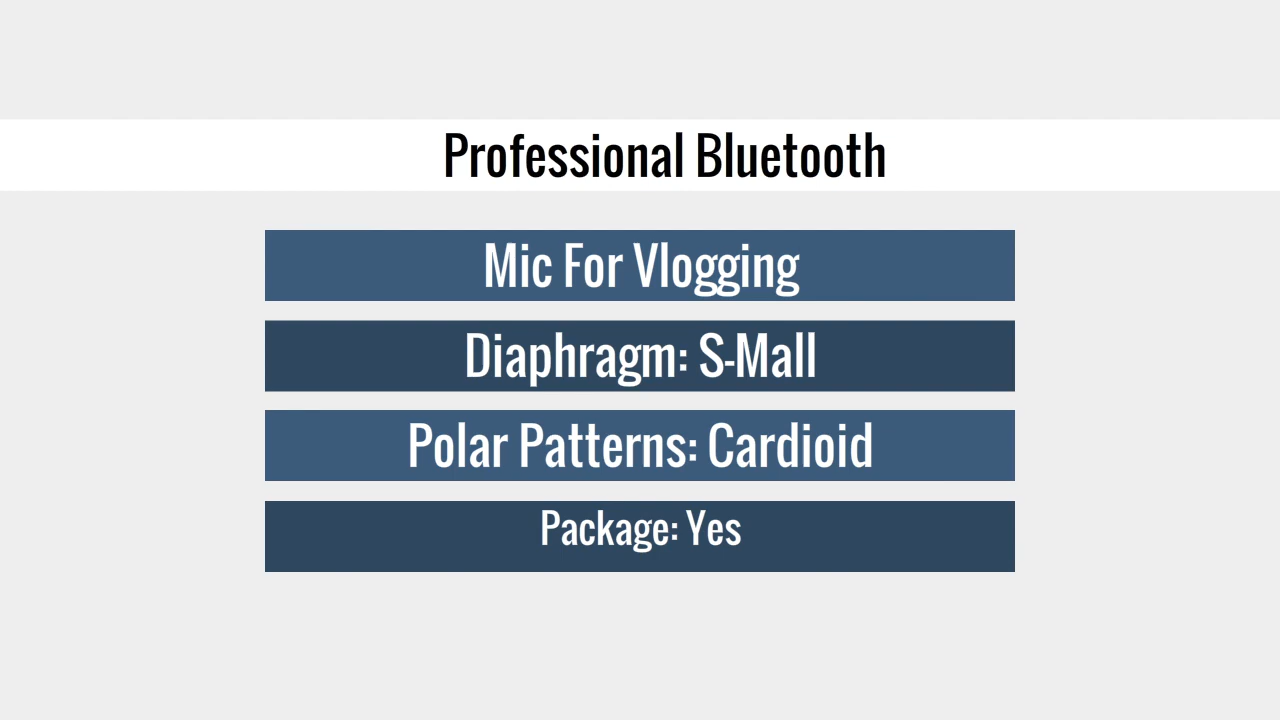 Professional Bluetooth
Mic For Vlogging
Diaphragm: S-Mall
Polar Patterns: Cardioid
Package: Yes